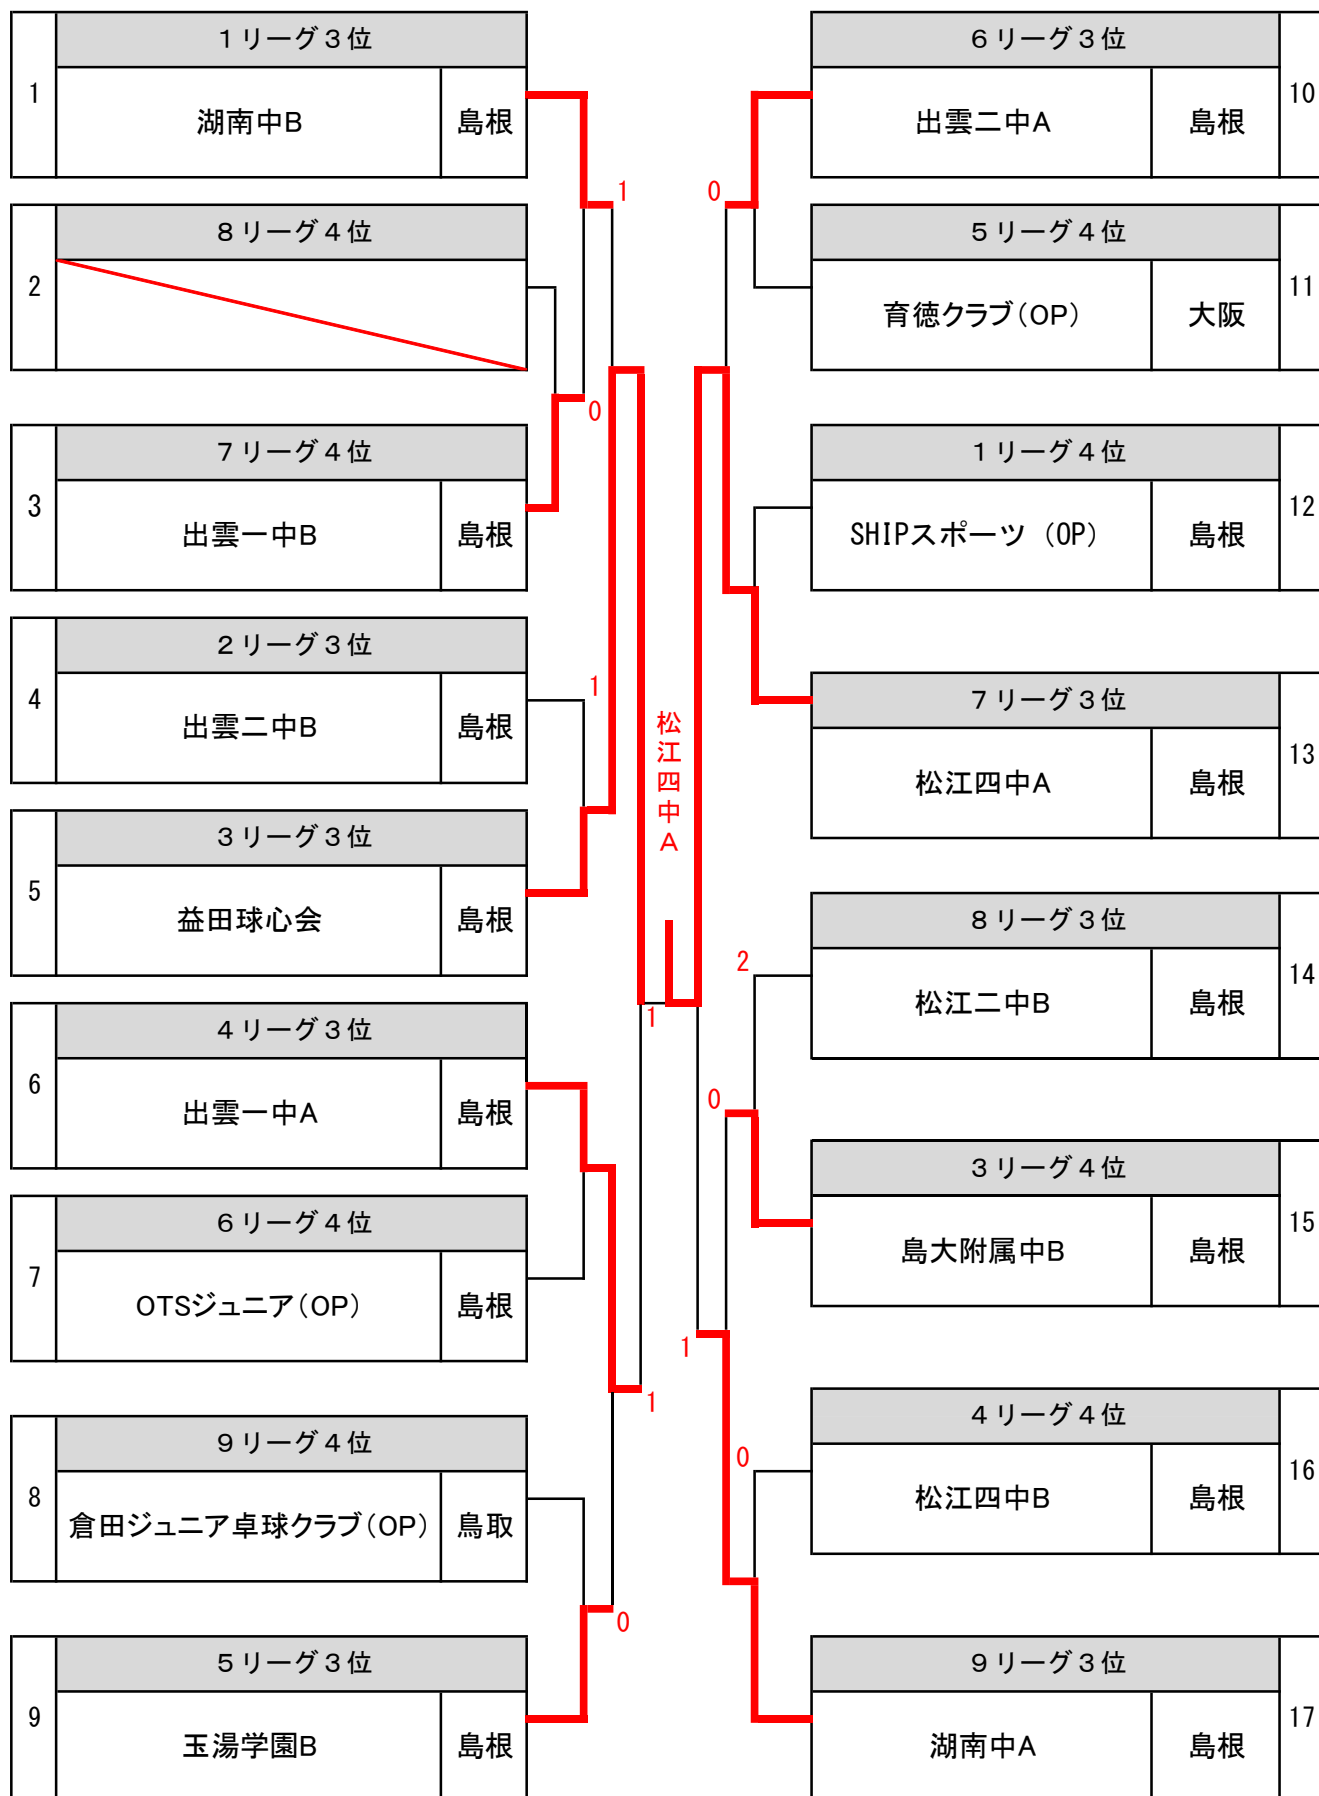 1リーグ3位
1
湖南中B 島根
8リーグ4位
2
7リーグ4位
3
出雲一中B 島根
2リーグ3位
4
出雲二中B 島根
3リーグ3位
5
益田球心会 島根
4リーグ3位
6
出雲一中A 島根
6リーグ4位
7
OTSジュニア（OP） 島根
9リーグ4位
8
倉田ジュニア卓球クラブ（OP） 鳥取
5リーグ3位
9
玉湯学園B 島根
1
0
1
1
1
0
松江四中A
0
2
0
1
0
6リーグ3位
10
出雲二中A 島根
5リーグ4位
11
育徳クラブ（OP） 大阪
1リーグ4位
12
SHIPスポーツ（OP） 島根
7リーグ3位
13
松江四中A 島根
8リーグ3位
14
松江二中B 島根
3リーグ4位
15
島大附属中B 島根
4リーグ4位
16
松江四中B 島根
9リーグ3位
17
湖南中A 島根